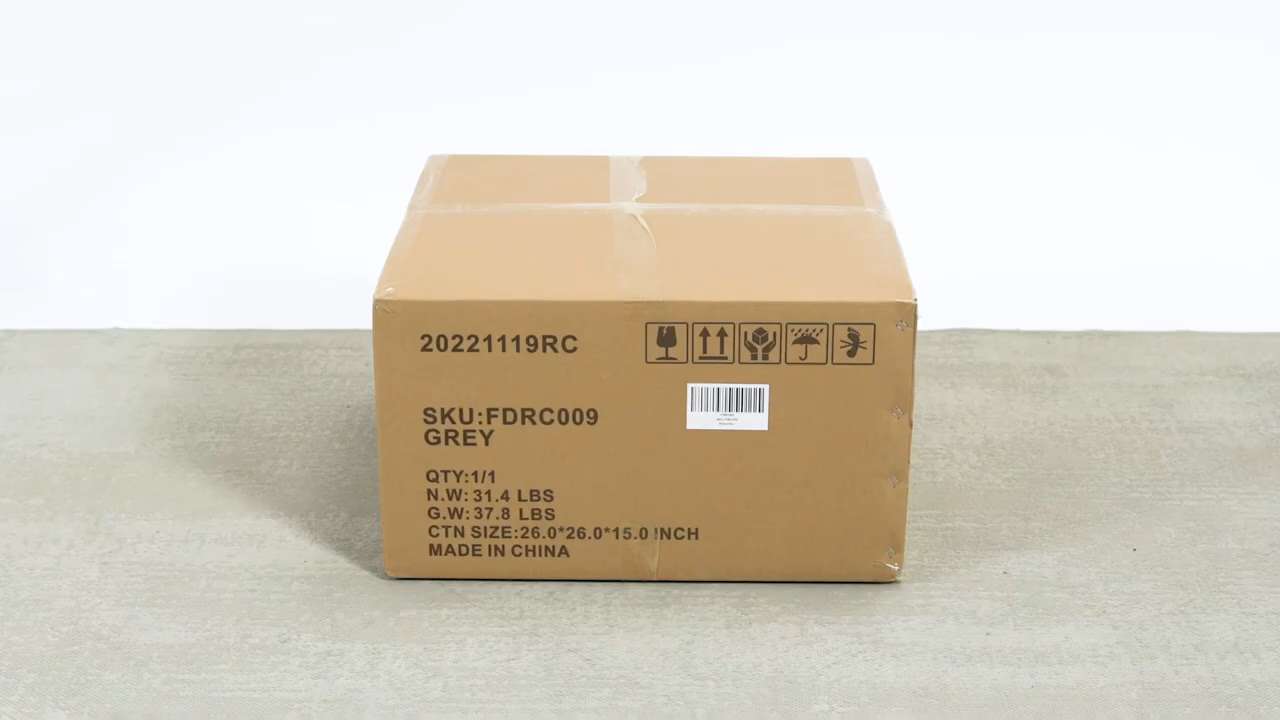 20221119RC
SKU:FDRC009
GREY
QTY:1/1
N.W: 31.4 LBS
G.W: 37.8 LBS
CTN SIZE:26.0*26.0*15.0 INCH
MADE IN CHINA